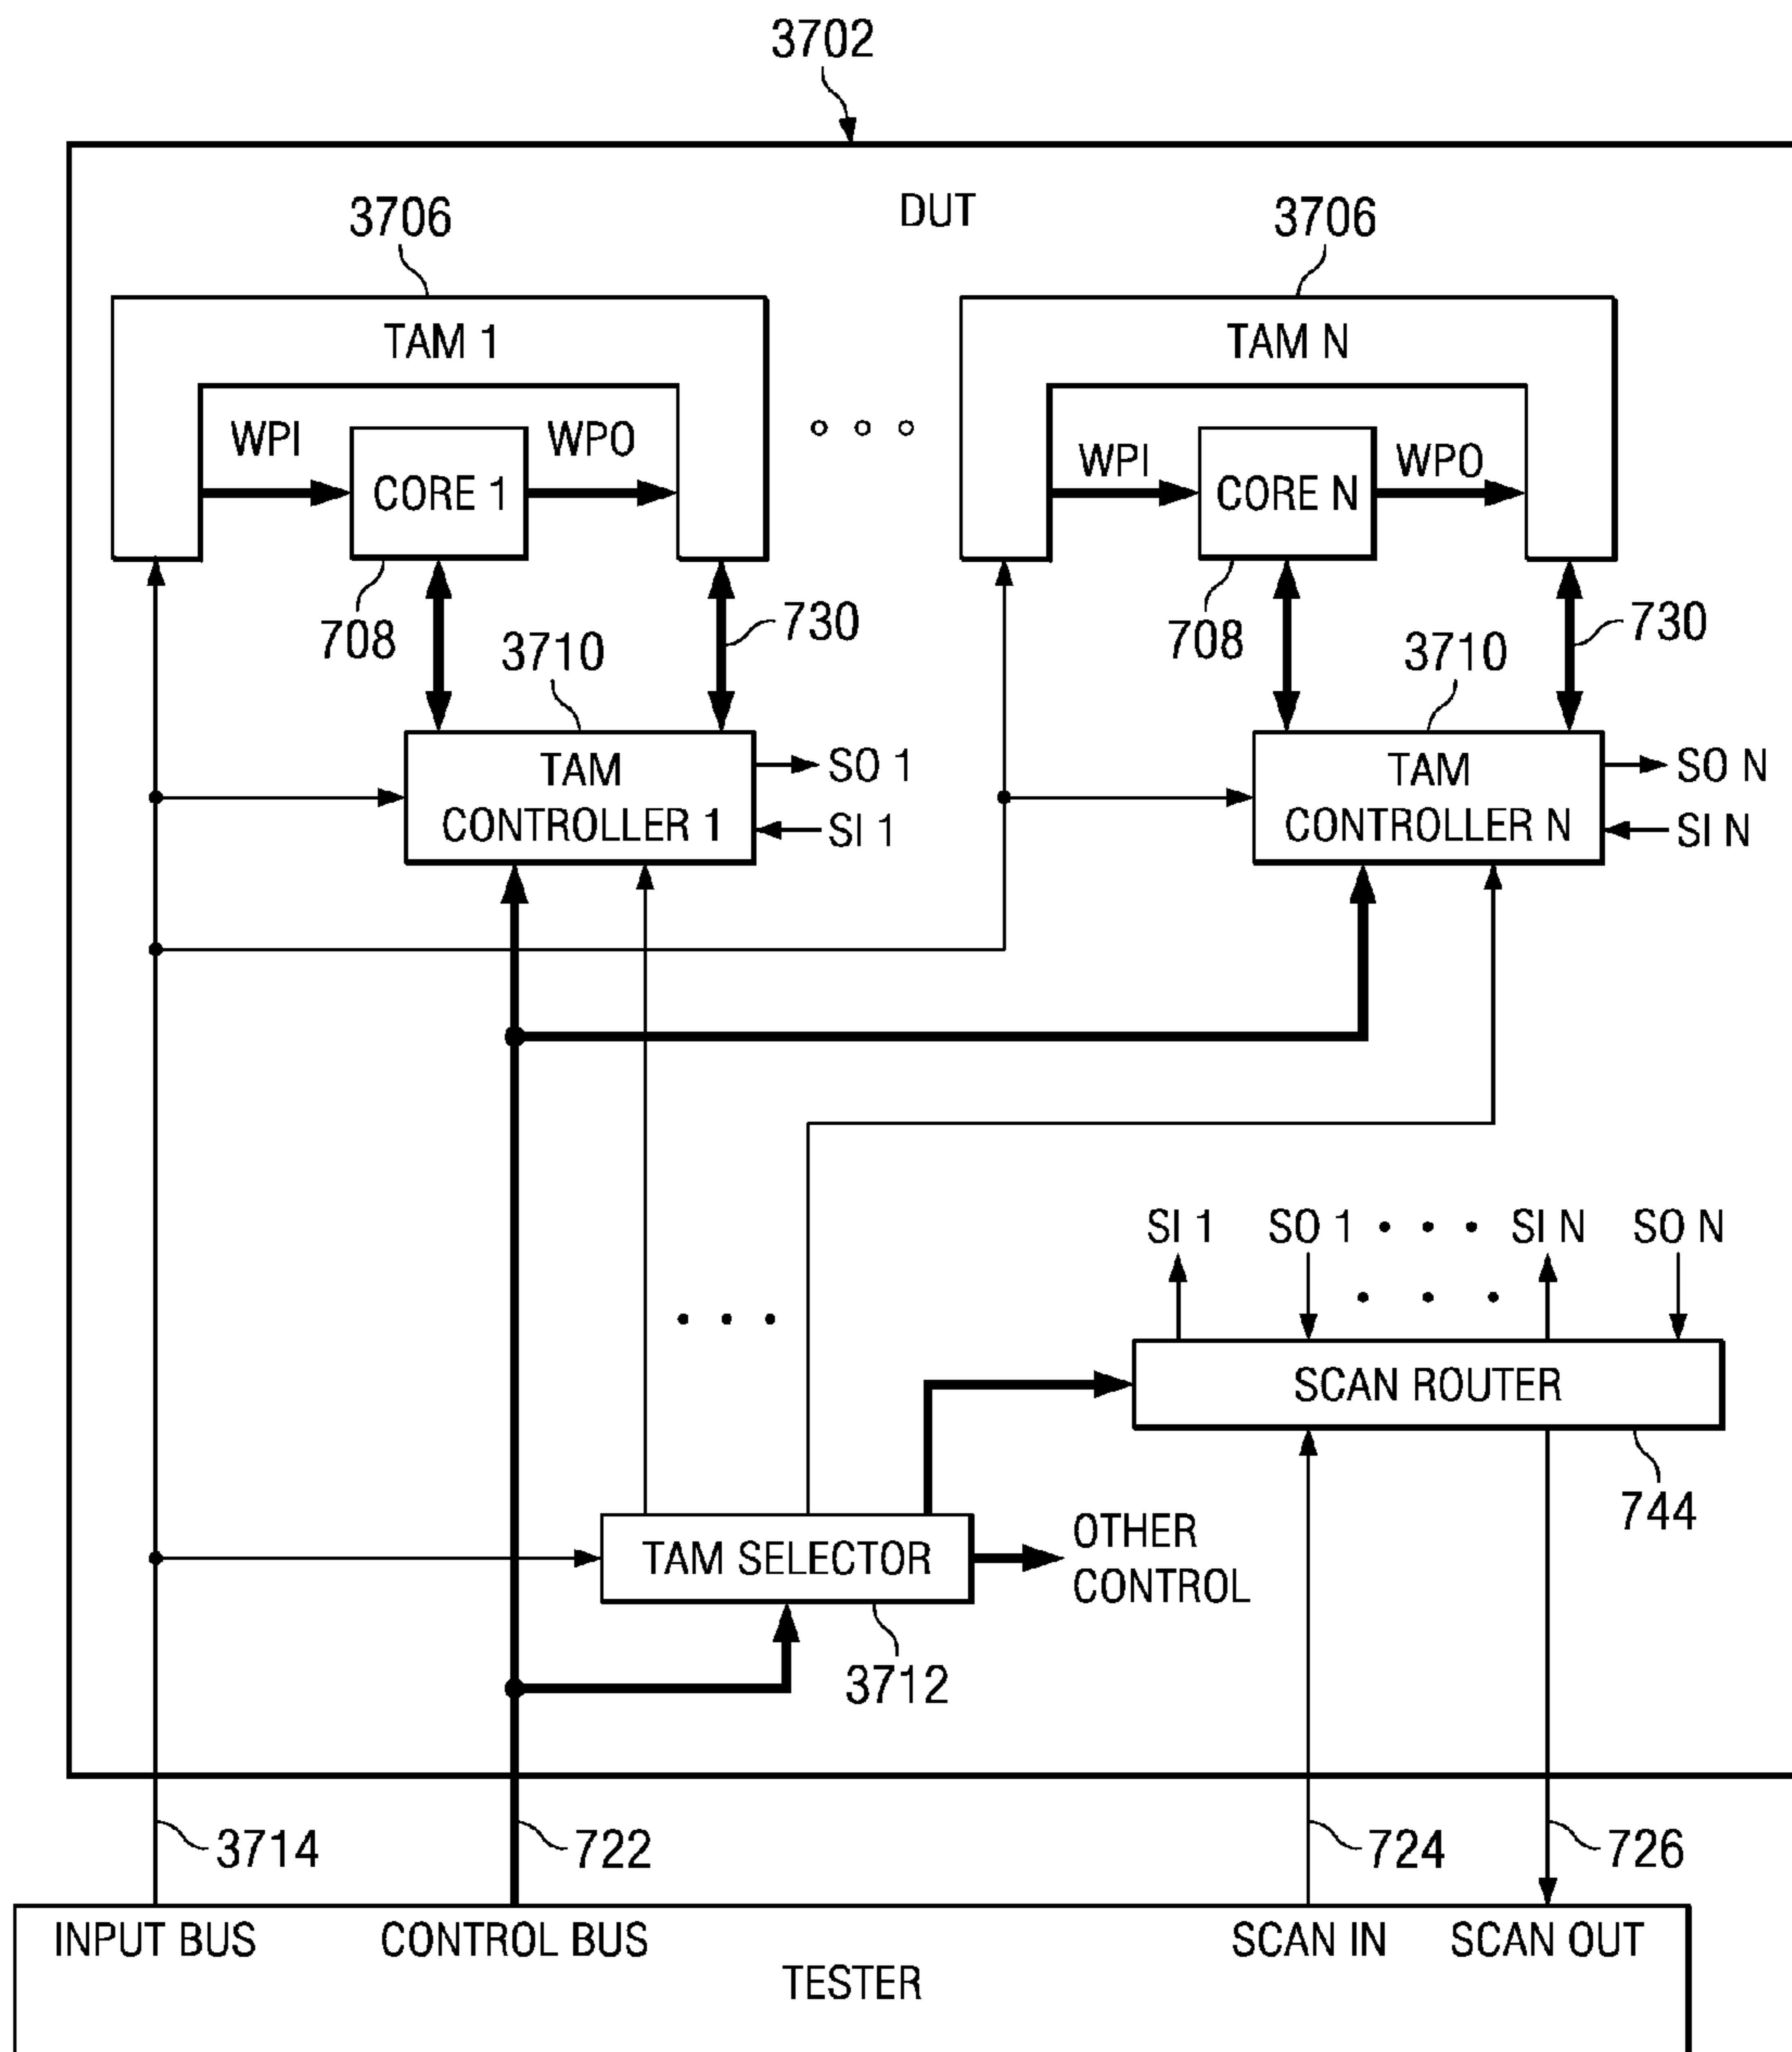 3702
DUT
3706
3706
TAM 1
TAM N
WPI
WPO
WPI
WPO
CORE 1
CORE N
708
730
708
730
3710
3710
TAM
CONTROLLER 1
SO 1
SI 1
TAM
CONTROLLER N
SO N
SI N
SI 1
SO 1
SI N
SO N
SCAN ROUTER
744
TAM SELECTOR
OTHER
CONTROL
3712
3714
722
724
726
INPUT BUS
CONTROL BUS
SCAN IN
SCAN OUT
TESTER